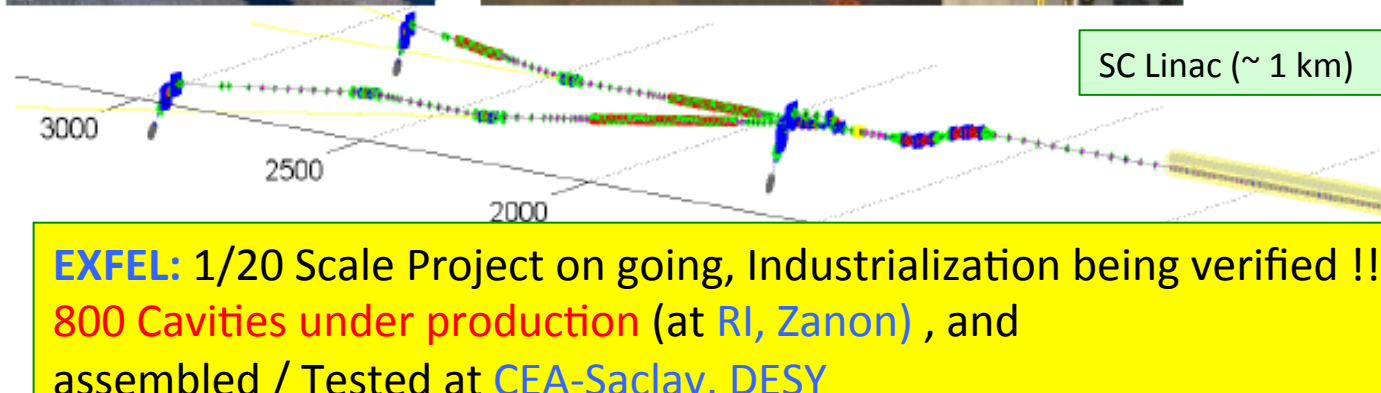 SC Linac (~ 1 km)
3000
2500
2000
EXFEL: 1/20 Scale Project on going, Industrialization being verified !!
800 Cavities under production (at RI, Zanon) , and
assembled / Tested at CEA-Saclay, DESY